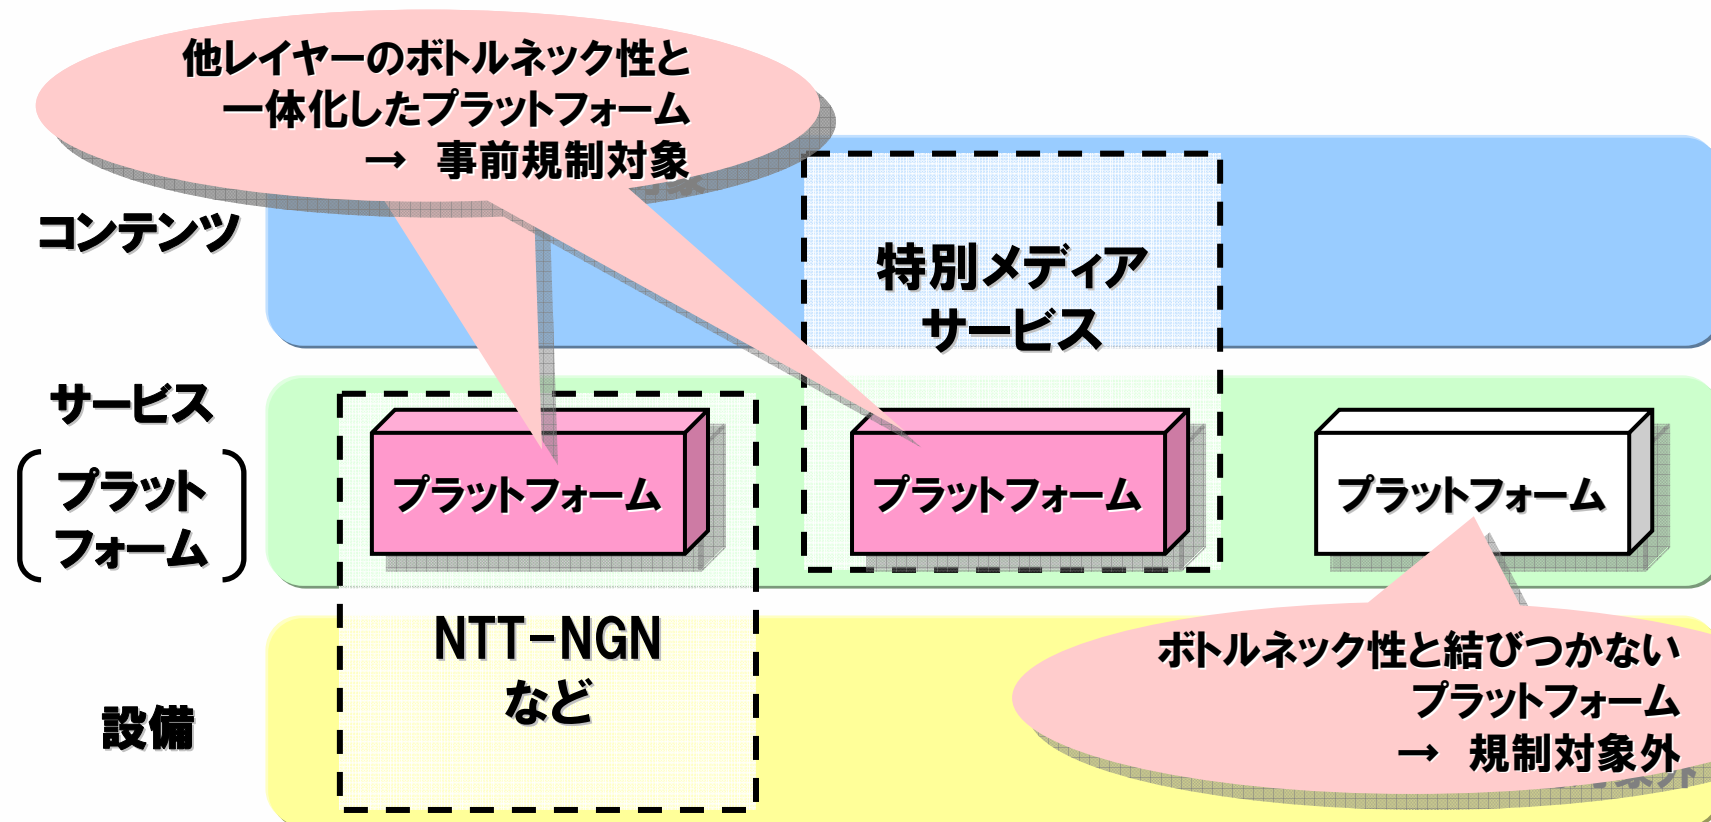 他レイヤーのボトルネック性と
一体化したプラットフォーム
→ 事前規制対象
コンテンツ
特別メディア
サービス
サービス
プラット
フォーム
プラットフォーム
プラットフォーム
プラットフォーム
NTT-NGN
など
設備
ボトルネック性と結びつかない
プラットフォーム
→ 規制対象外